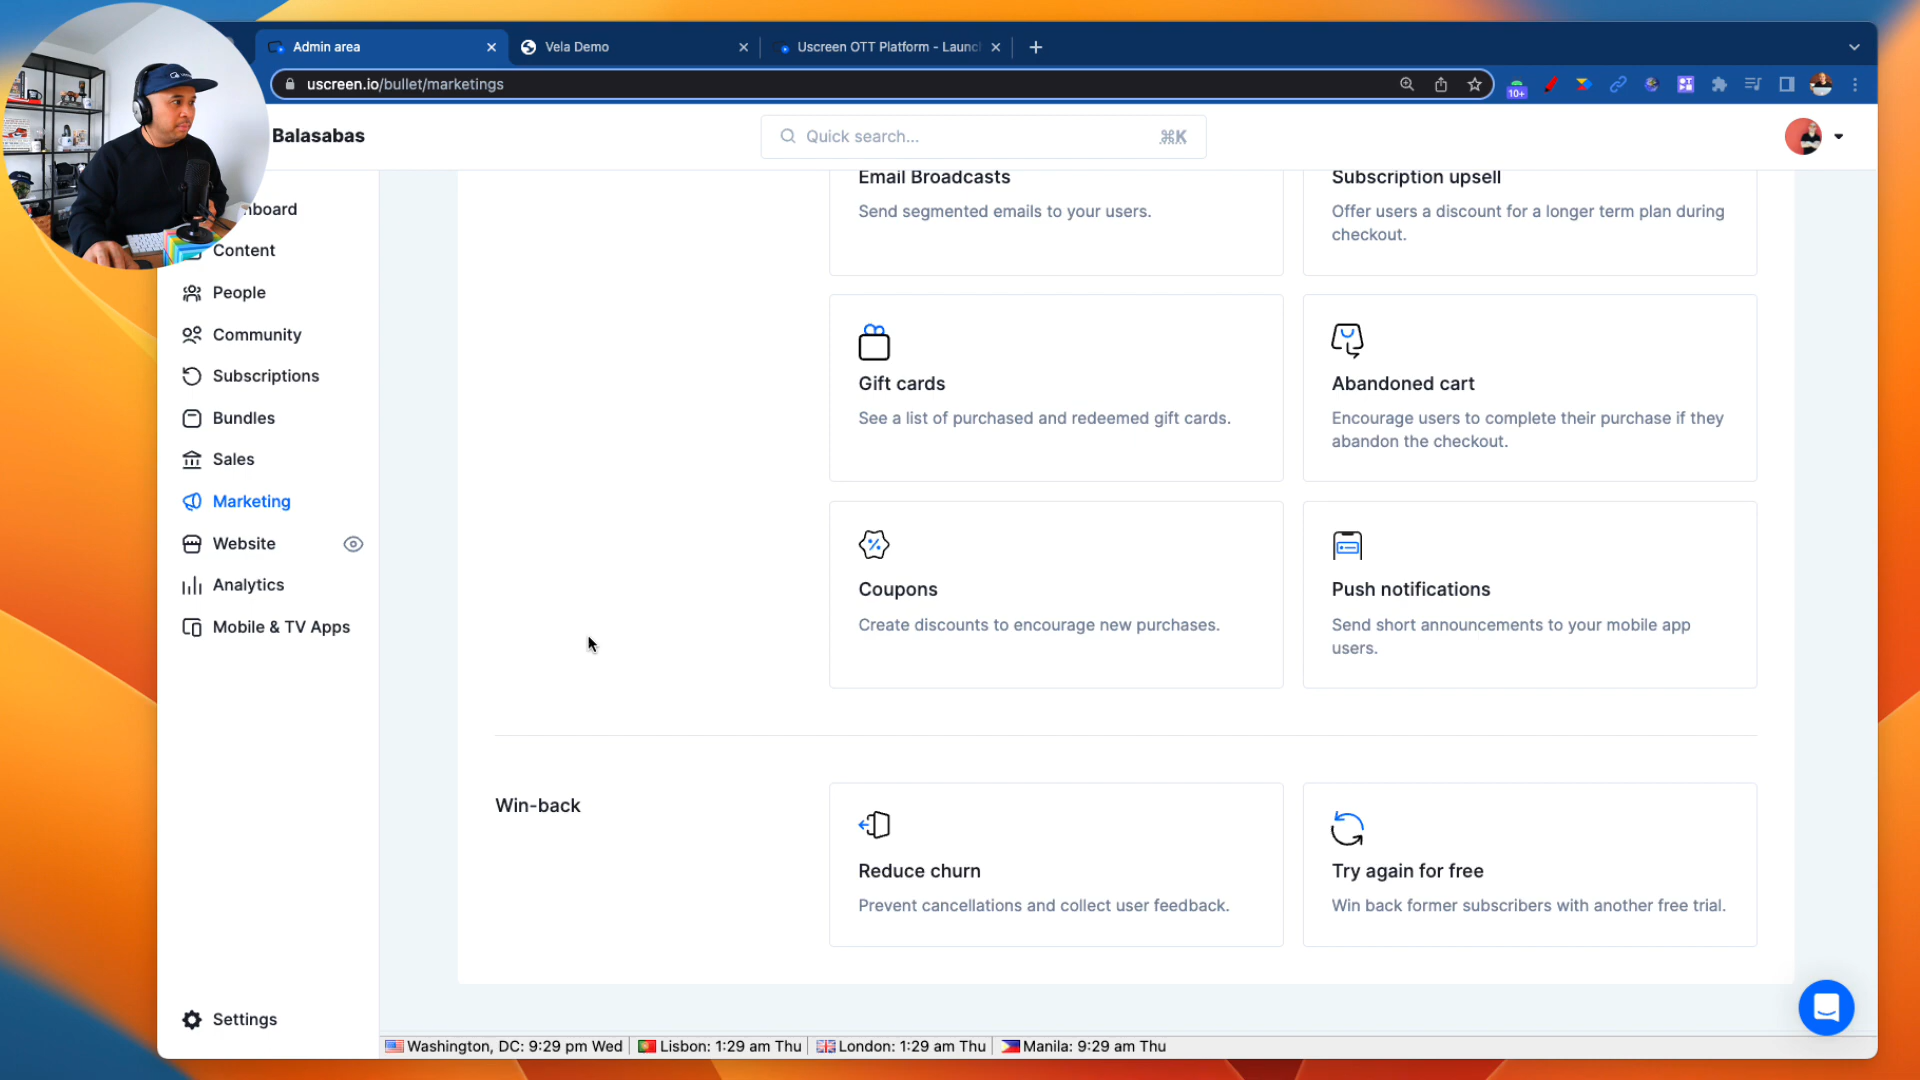 Admin area
Vela Demo
Uscreen OTT Platform - Launc
uscreen.io/bullet/marketings
10+
Balasabas
Quick search...
⌘K
board
Content
People
Community
Subscriptions
Bundles
Sales
Marketing
Website
Analytics
Mobile & TV Apps
Settings
Email Broadcasts
Send segmented emails to your users.
Subscription upsell
Offer users a discount for a longer term plan during
checkout.
Gift cards
See a list of purchased and redeemed gift cards.
Abandoned cart
Encourage users to complete their purchase if they
abandon the checkout.
Coupons
Create discounts to encourage new purchases.
Push notifications
Send short announcements to your mobile app
users.
Win-back
Reduce churn
Prevent cancellations and collect user feedback.
Try again for free
Win back former subscribers with another free trial.
Washington, DC: 9:29 pm Wed
Lisbon: 1:29 am Thu
London: 1:29 am Thu
Manila: 9:29 am Thu